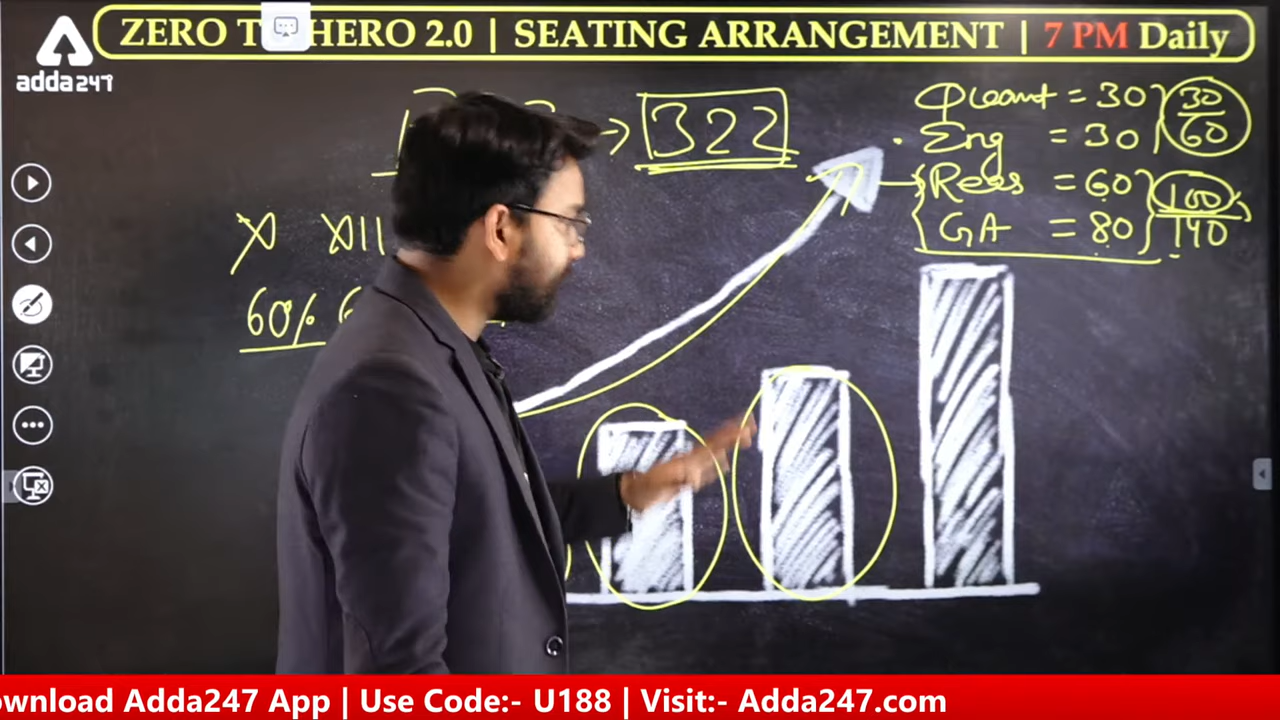 ZERO T HERO 2.0 | SEATING ARRANGEMENT | 7 PM Daily
adda247
→ 322
Quant = 30
30/60
Eng = 30
Reas = 60
100/140
GA = 80
X XII
60%
ownload Adda247 App | Use Code:- U188 | Visit:- Adda247.com